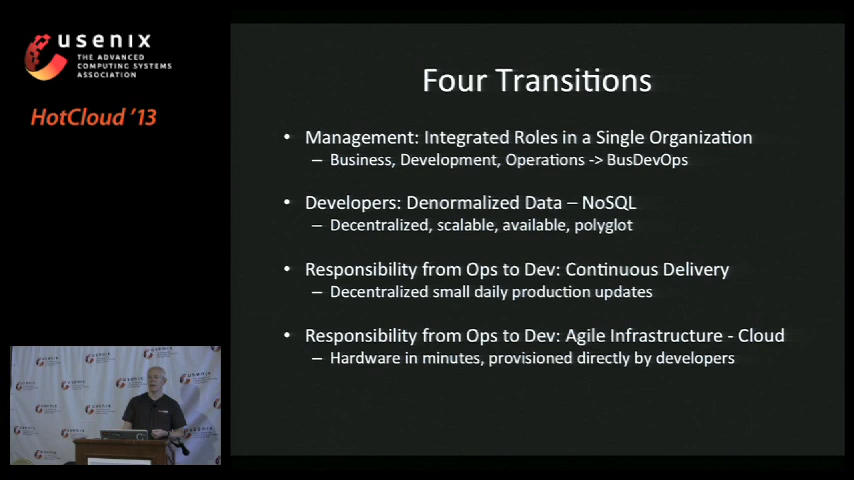 usenix
THE ADVANCED
COMPUTING SYSTEMS
ASSOCIATION
HotCloud '13
Four Transitions
• Management: Integrated Roles in a Single Organization
– Business, Development, Operations -> BusDevOps
• Developers: Denormalized Data – NoSQL
– Decentralized, scalable, available, polyglot
• Responsibility from Ops to Dev: Continuous Delivery
– Decentralized small daily production updates
• Responsibility from Ops to Dev: Agile Infrastructure - Cloud
– Hardware in minutes, provisioned directly by developers